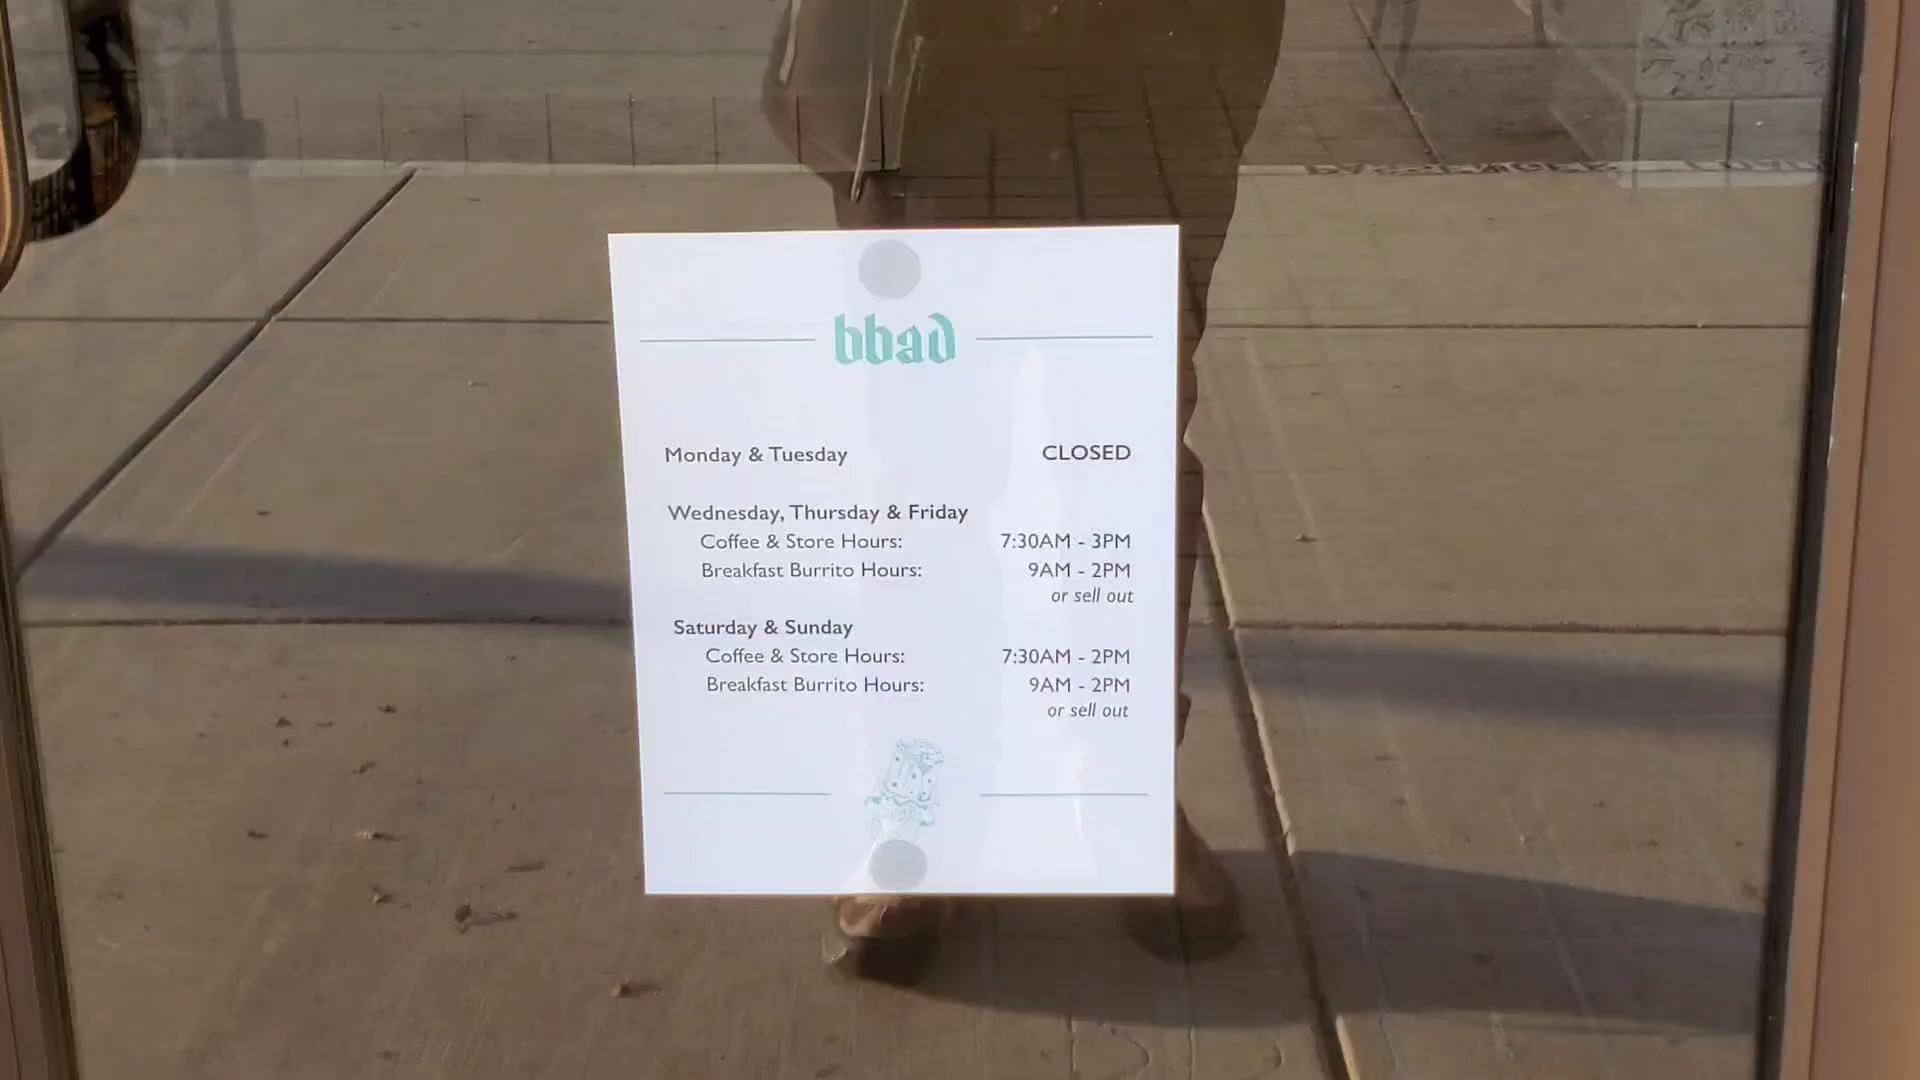 bbad
Monday & Tuesday CLOSED
Wednesday, Thursday & Friday
Coffee & Store Hours: 7:30AM - 3PM
Breakfast Burrito Hours: 9AM - 2PM
or sell out
Saturday & Sunday
Coffee & Store Hours: 7:30AM - 2PM
Breakfast Burrito Hours: 9AM - 2PM
or sell out